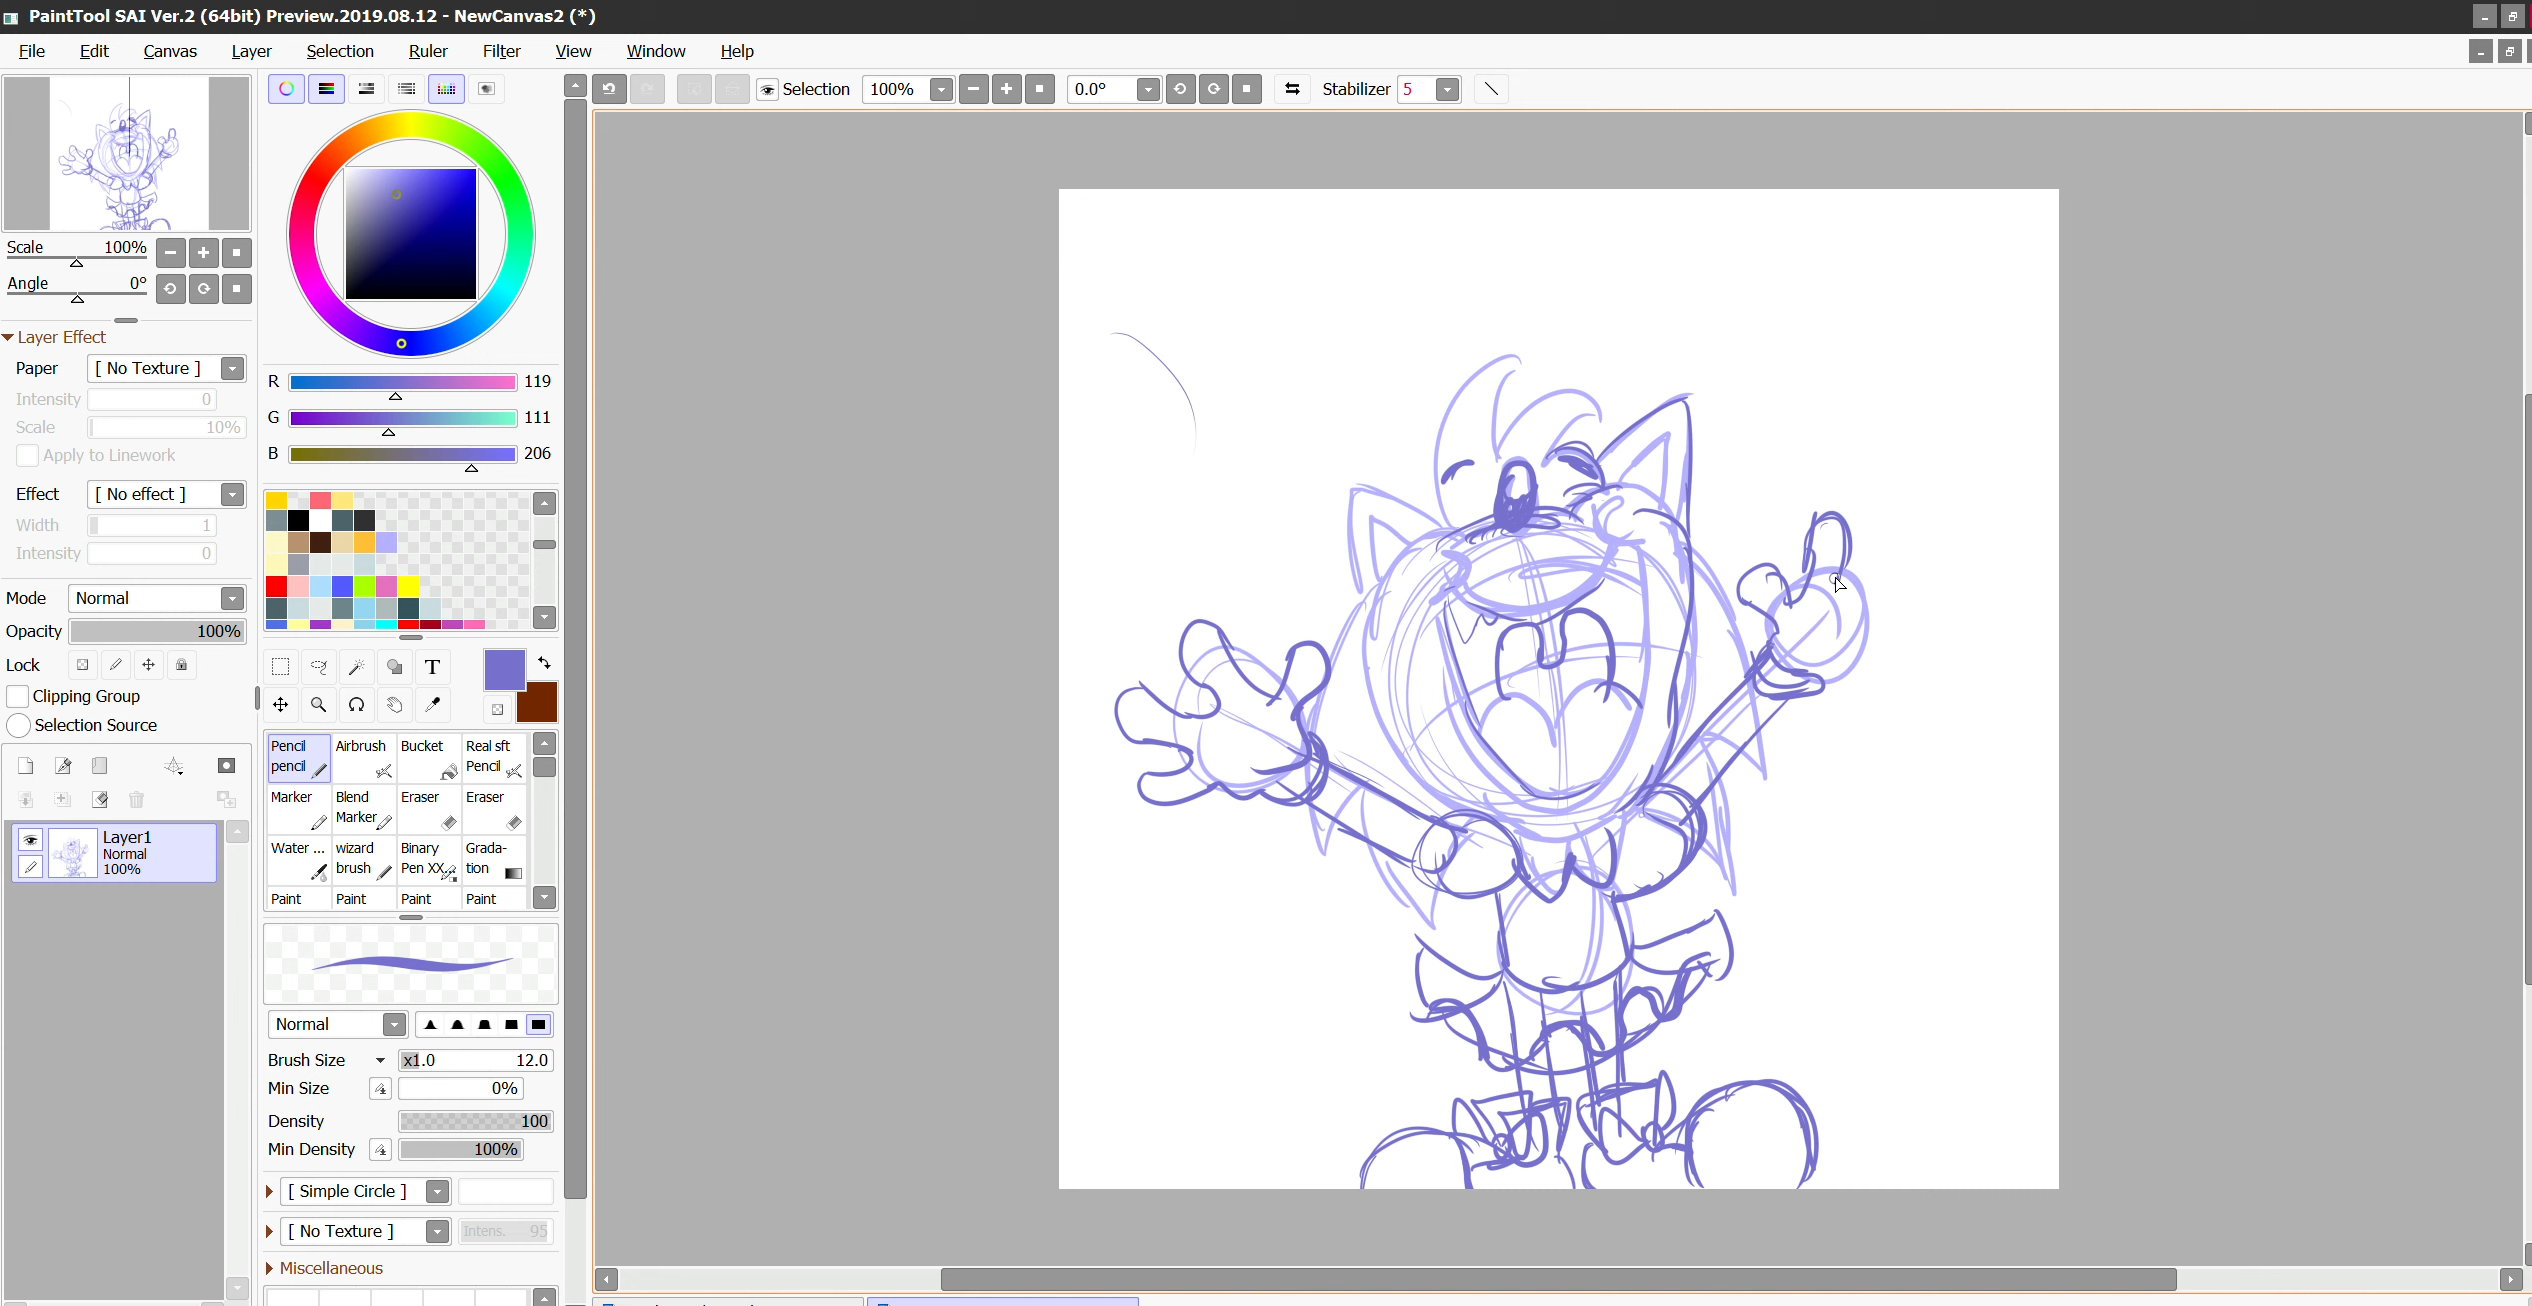 PaintTool SAI Ver.2 (64bit) Preview.2019.08.12 - NewCanvas2 (*)
File Edit Canvas Layer Selection Ruler Filter View Window Help
Selection 100% 0.0° Stabilizer 5
Scale 100%
Angle 0°
Layer Effect
Paper [ No Texture ]
Intensity 0
Scale 10%
Apply to Linework
Effect [ No effect ]
Width 1
Intensity 0
Mode Normal
Opacity 100%
Lock
Clipping Group
Selection Source
Layer1
Normal
100%
R 119
G 111
B 206
T
Pencil pencil
Airbrush
Bucket
Real sft Pencil
Marker
Blend Marker
Eraser
Eraser
Water ...
wizard brush
Binary Pen XX
Grada-tion
Paint
Paint
Paint
Paint
Normal
Brush Size x1.0 12.0
Min Size 0%
Density 100
Min Density 100%
[ Simple Circle ]
[ No Texture ] Intens. 95
Miscellaneous